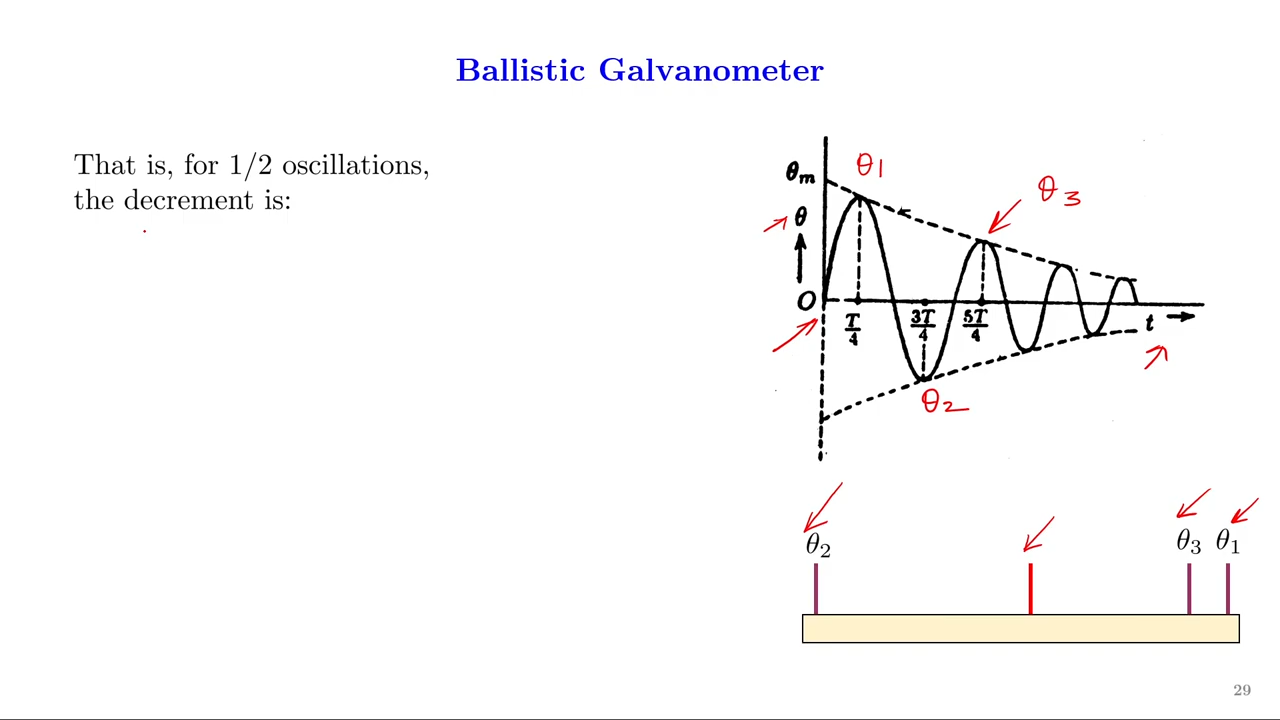 Ballistic Galvanometer
That is, for 1/2 oscillations,
the decrement is:
θm
θ1
θ3
θ
O
T/4
3T/4
5T/4
t
θ2
θ2
θ3
θ1
29